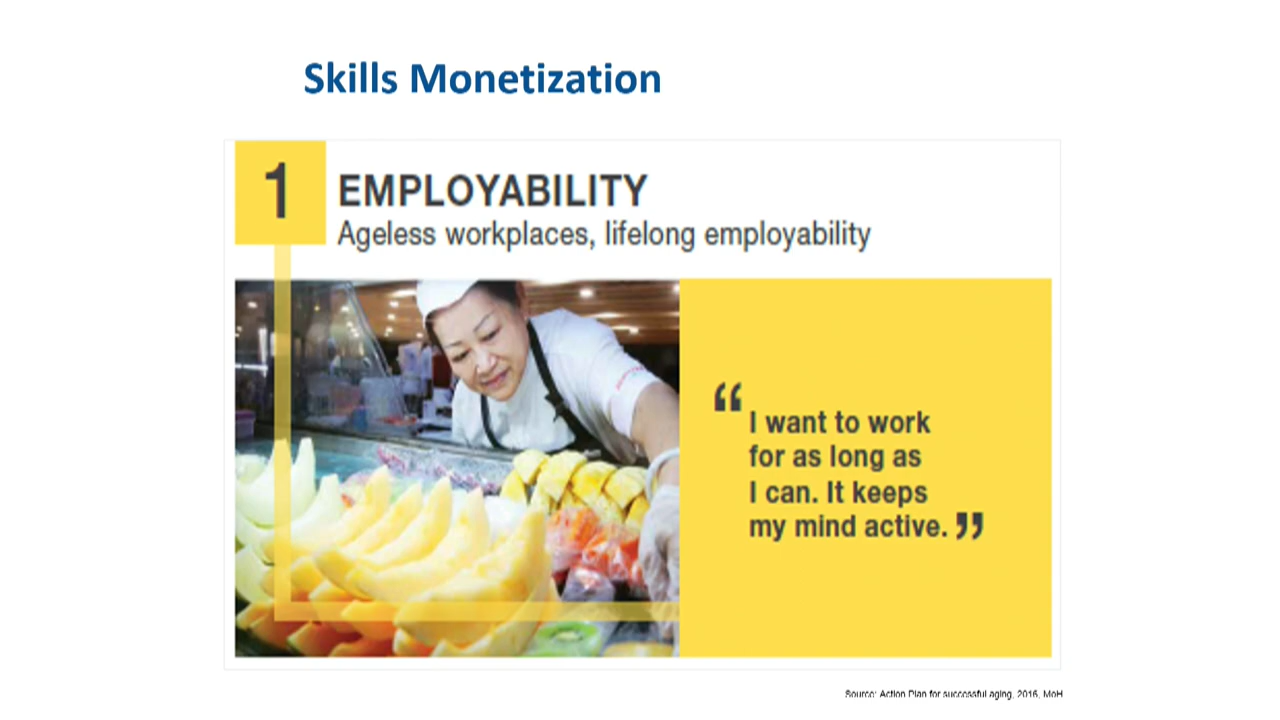 Skills Monetization
1
EMPLOYABILITY
Ageless workplaces, lifelong employability
“ I want to work
for as long as
I can. It keeps
my mind active. ”
Source: Action Plan for successful aging, 2016, MoH